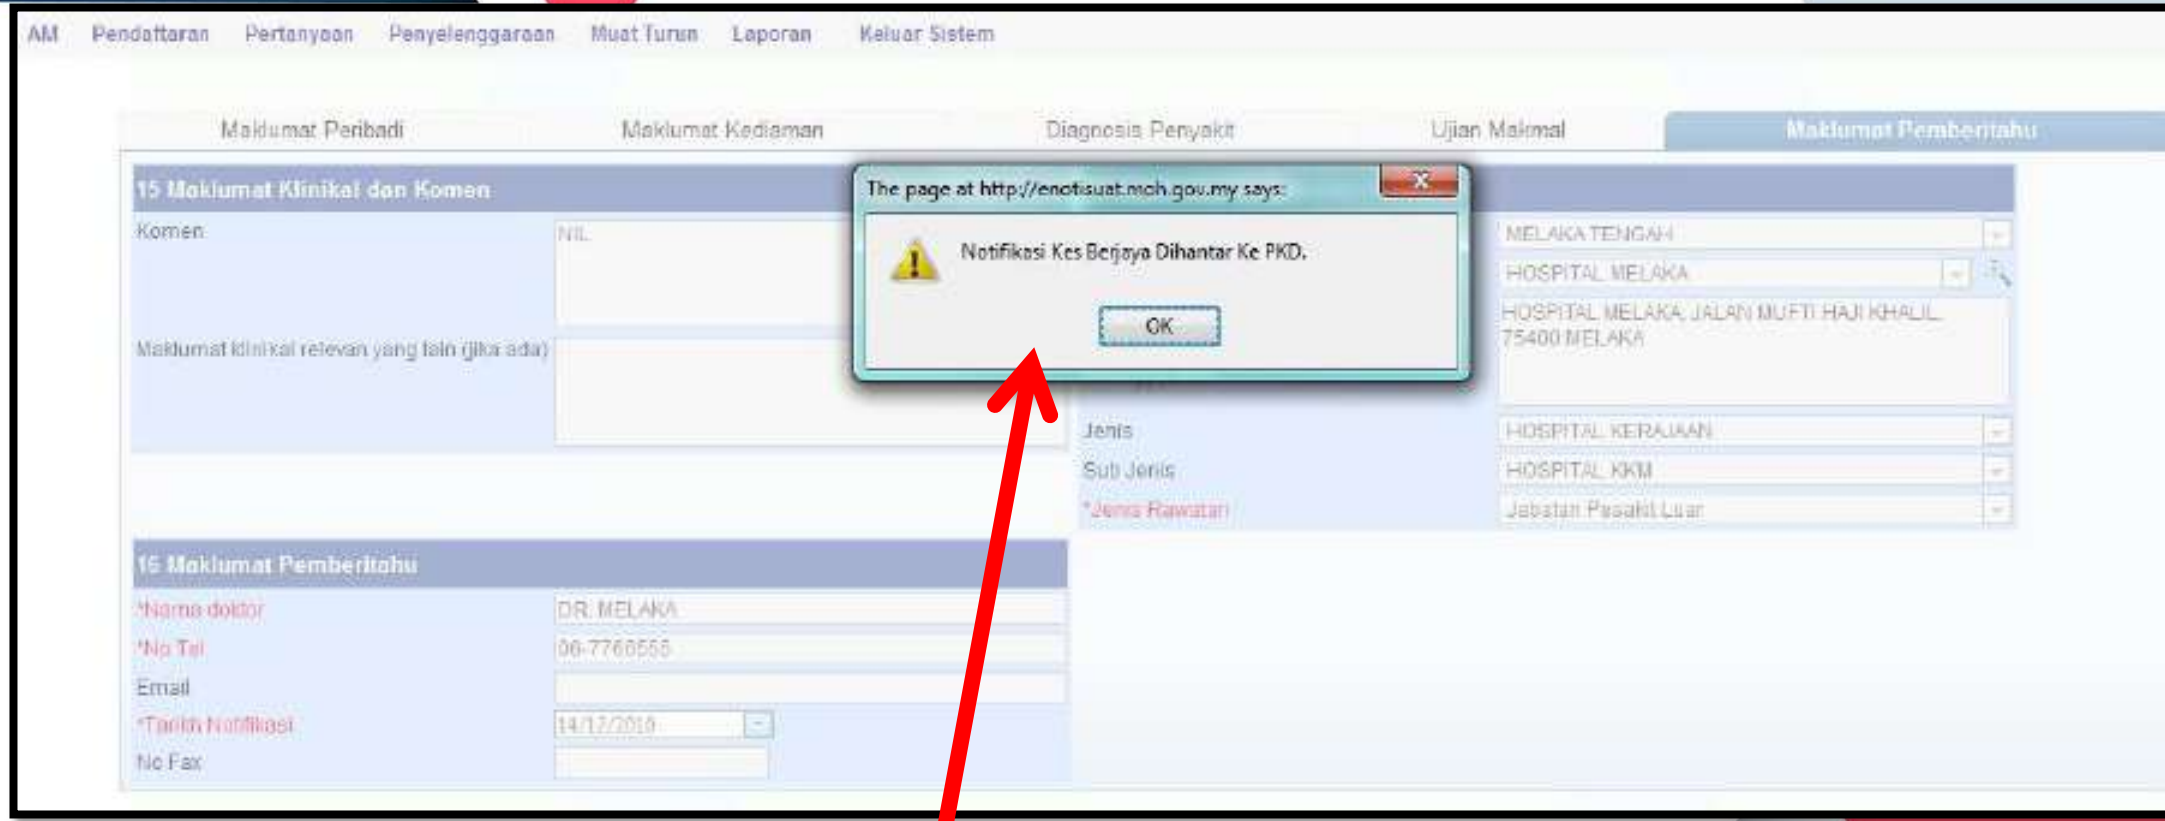 AM Pendaftaran Pertanyaan Penyelenggaraan Muat Turun Laporan Keluar Sistem
Maklumat Peribadi Maklumat Kediaman Diagnosis Penyakit Ujian Makmal Maklumat Pemberitahu
15 Maklumat Klinikal dan Komen
Komen NIL
Maklumat klinikal relevan yang lain (jika ada)
The page at http://enotisuat.moh.gov.my says:
Notifikasi Kes Berjaya Dihantar Ke PKD.
OK
MELAKA TENGAH
HOSPITAL MELAKA
HOSPITAL MELAKA, JALAN MUFTI HAJI KHALIL,
75400 MELAKA
Jenis HOSPITAL KERAJAAN
Sub Jenis HOSPITAL KKM
*Jenis Rawatan Jabatan Pesakit Luar
16 Maklumat Pemberitahu
*Nama doktor DR. MELAKA
*No Tel 06-7766555
Email
*Tarikh Notifikasi 14/12/2010
No Fax